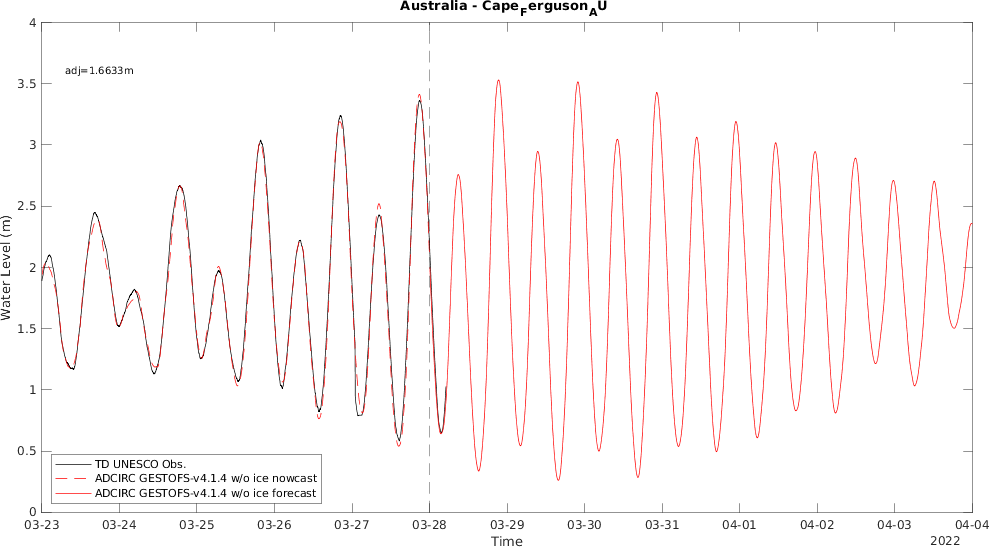 Australia - Cape_Ferguson_AU
4
adj=1.6633m
3.5
3
2.5
2
1.5
1
0.5
0
Water Level (m)
TD UNESCO Obs.
ADCIRC GESTOFS-v4.1.4 w/o ice nowcast
ADCIRC GESTOFS-v4.1.4 w/o ice forecast
03-23 03-24 03-25 03-26 03-27 03-28 03-29 03-30 03-31 04-01 04-02 04-03 04-04
Time
2022